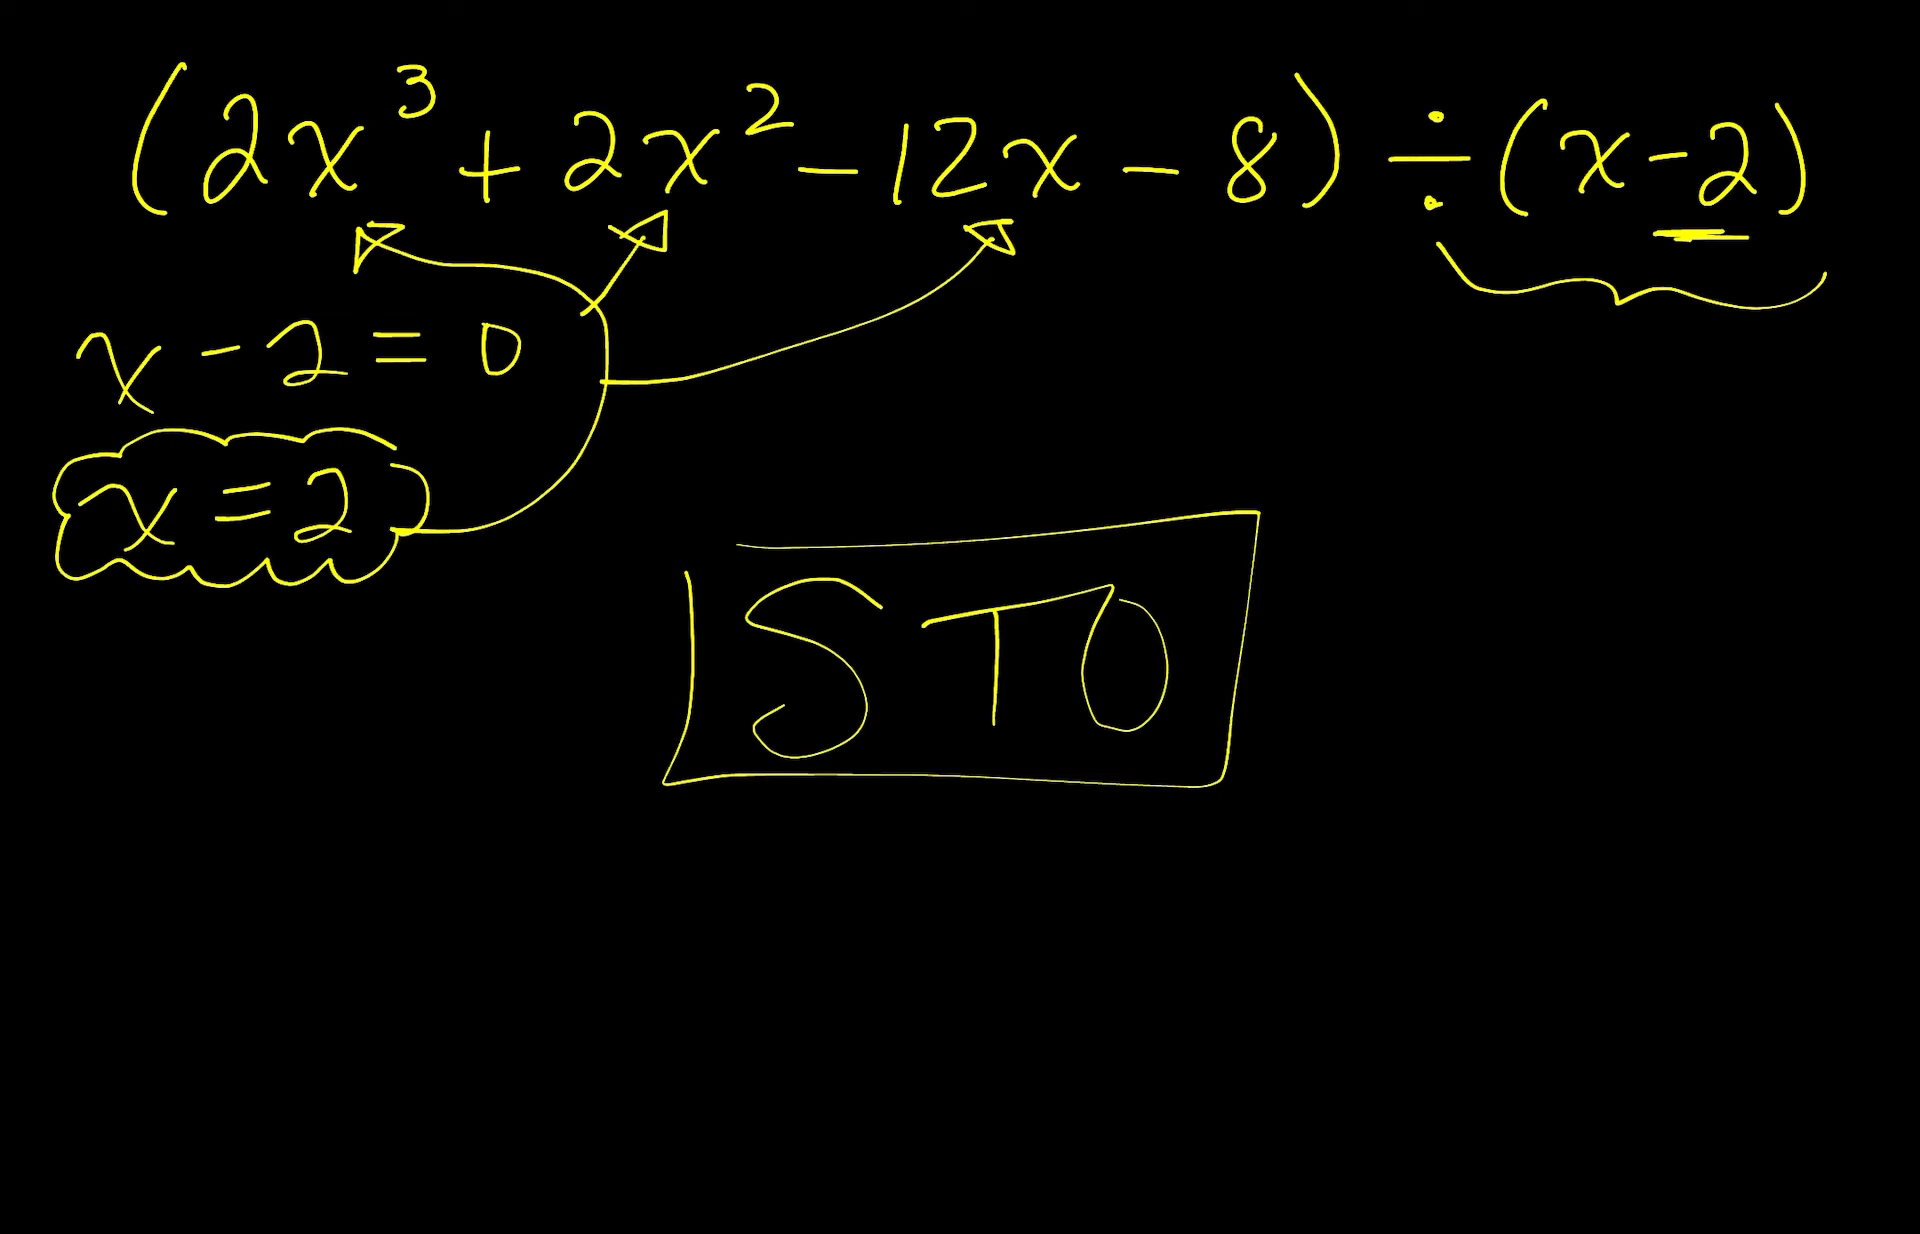 (2x³ + 2x² - 12x - 8) ÷ (x - 2)
x - 2 = 0
x = 2
STO